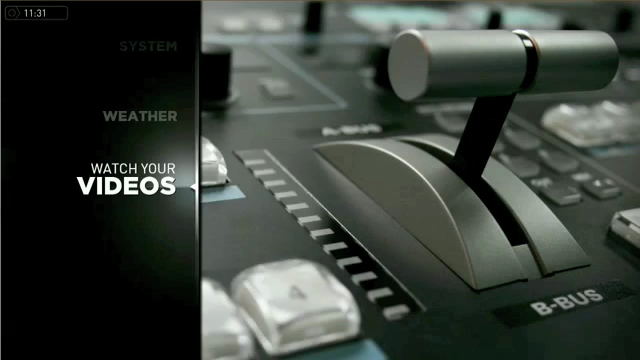 11:31
SYSTEM
WEATHER
WATCH YOUR
VIDEOS
A-BUS
B-BUS
4